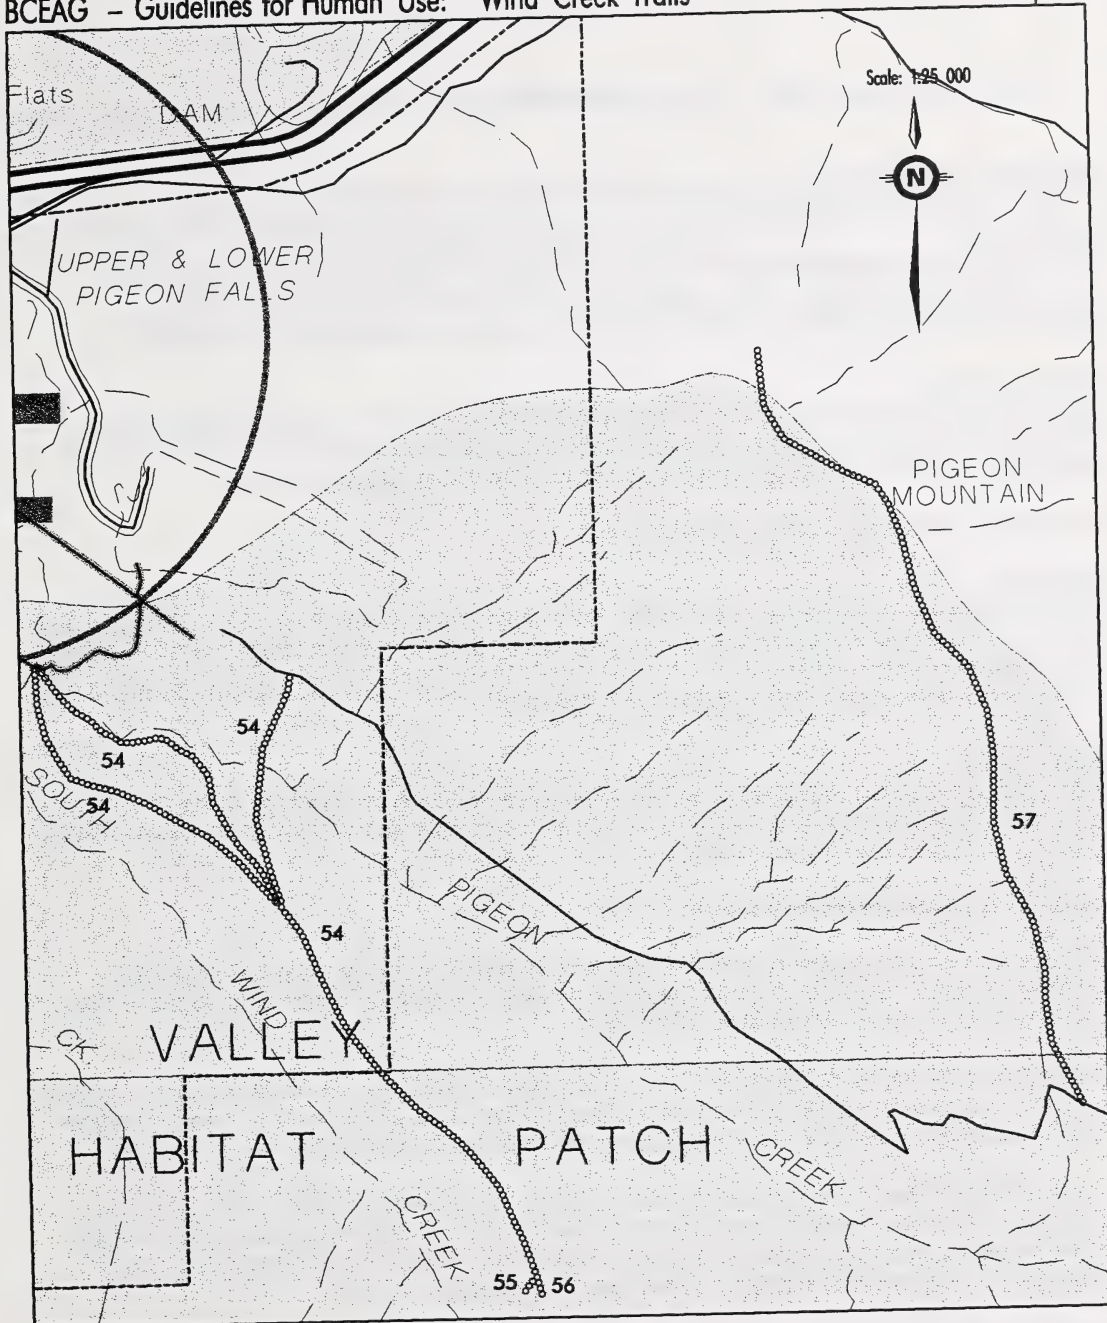 BCEAG – Guidelines for Human Use: Wind Creek Trails
Scale: 1:25 000
Flats
DAM
N
UPPER & LOWER
PIGEON FALLS
PIGEON
MOUNTAIN
54
54
54
SOUTH
57
PIGEON
54
WIND
VALLEY
CK
HABITAT PATCH
CREEK
CREEK
55 56